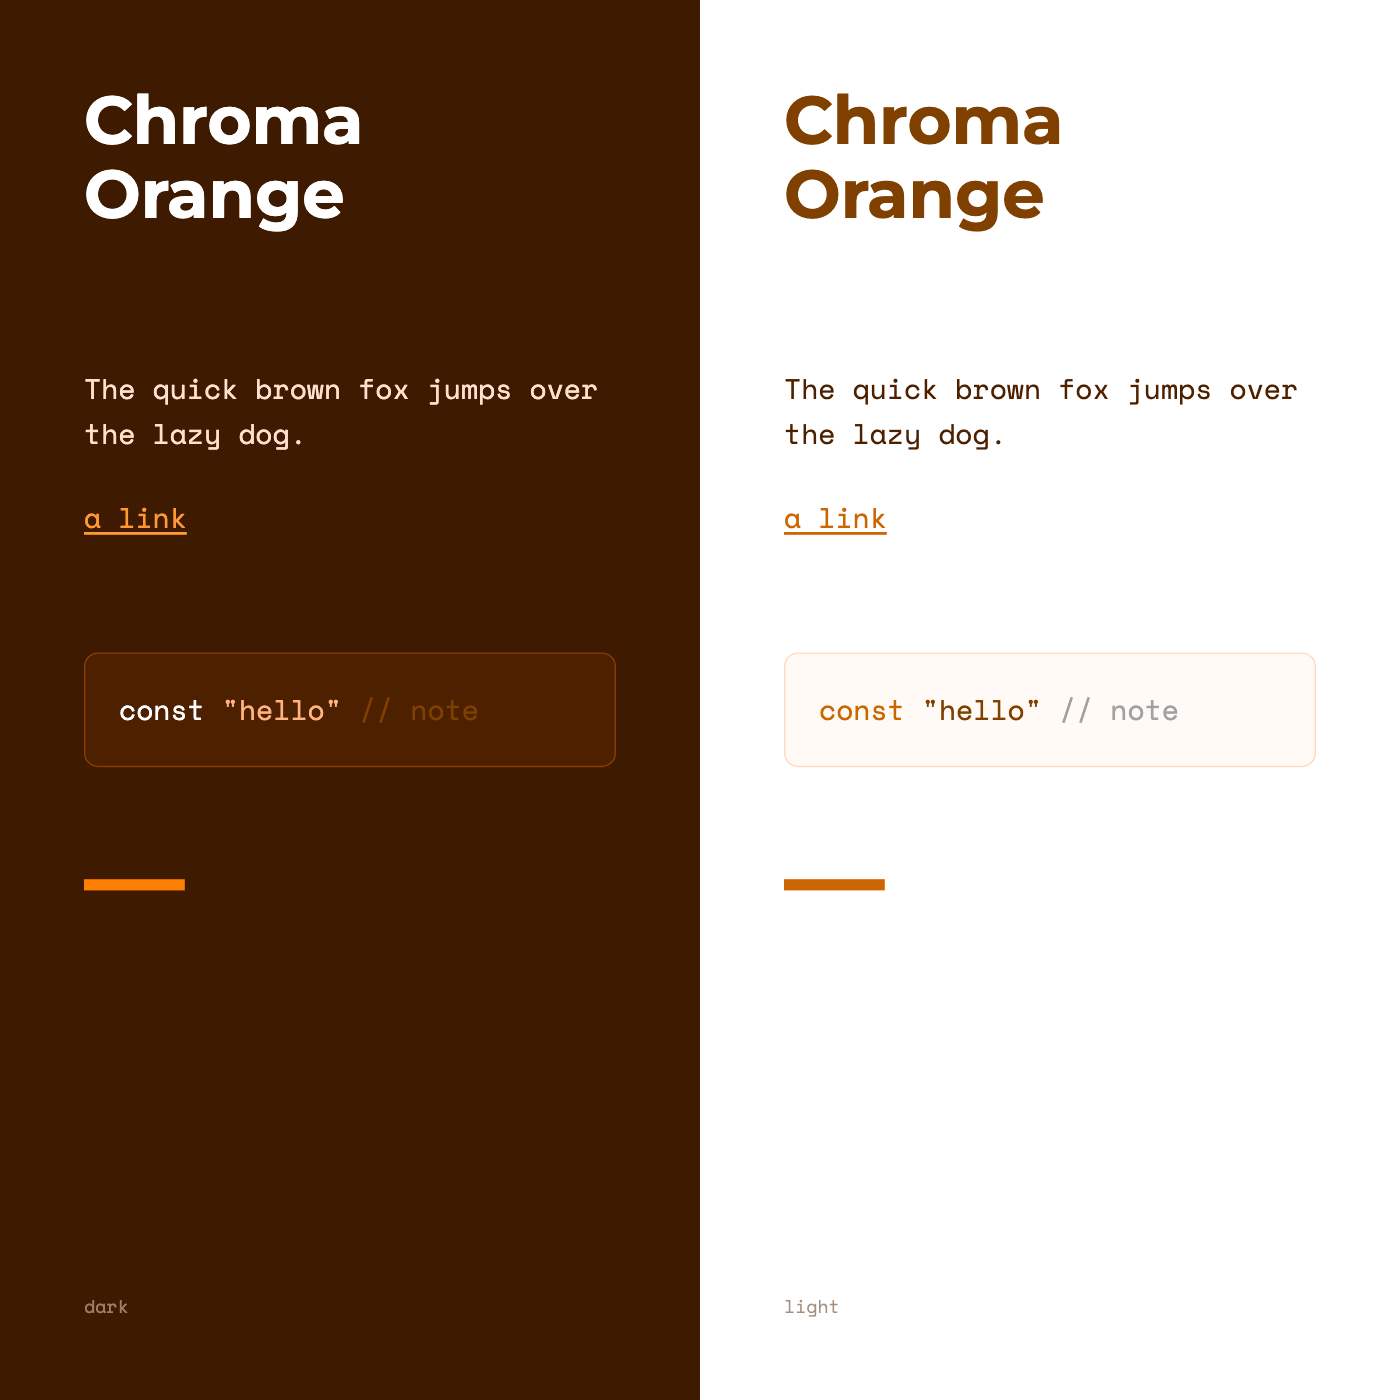 Chroma
Orange
The quick brown fox jumps over
the lazy dog.
a link
const "hello" // note
dark
Chroma
Orange
The quick brown fox jumps over
the lazy dog.
a link
const "hello" // note
light